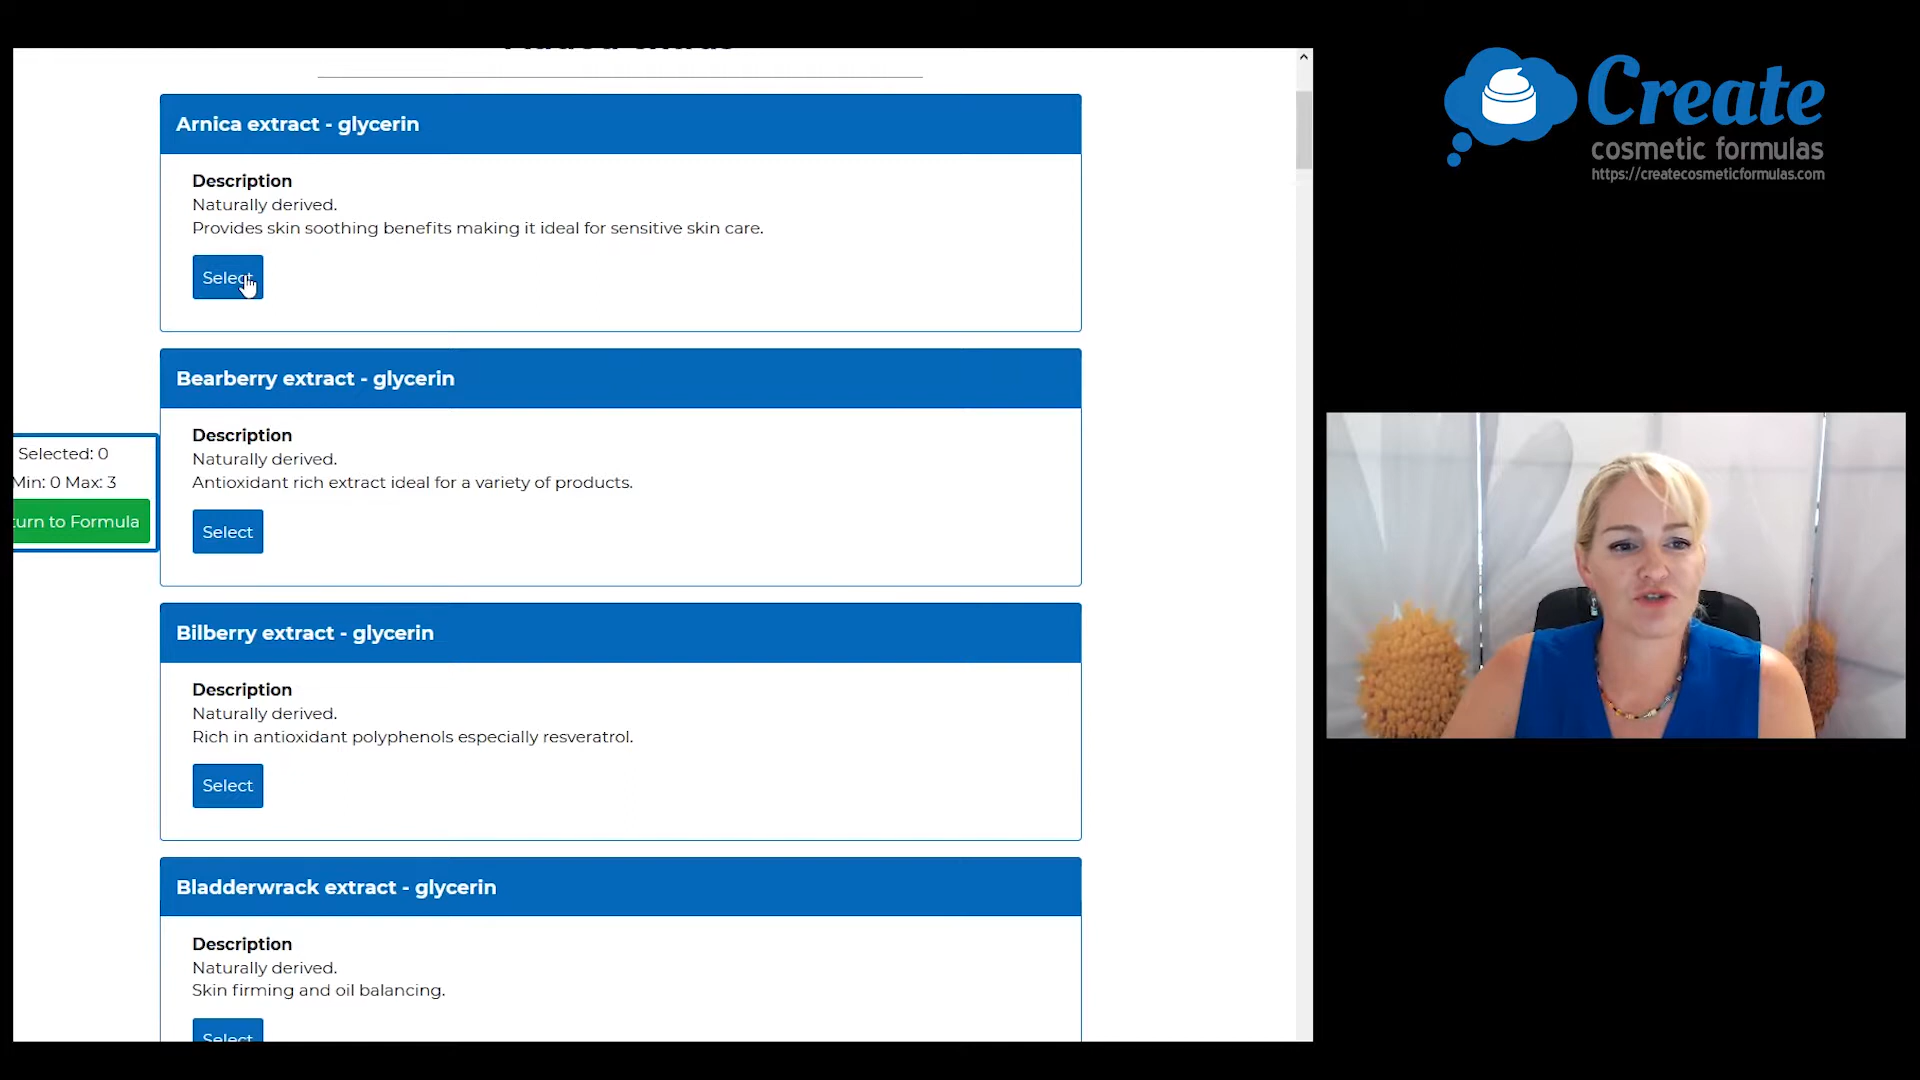 Arnica extract - glycerin
Description
Naturally derived.
Provides skin soothing benefits making it ideal for sensitive skin care.
Select
Bearberry extract - glycerin
Description
Naturally derived.
Antioxidant rich extract ideal for a variety of products.
Select
Selected: 0
Min: 0 Max: 3
urn to Formula
Bilberry extract - glycerin
Description
Naturally derived.
Rich in antioxidant polyphenols especially resveratrol.
Select
Bladderwrack extract - glycerin
Description
Naturally derived.
Skin firming and oil balancing.
Select
Create
cosmetic formulas
https://createcosmeticformulas.com